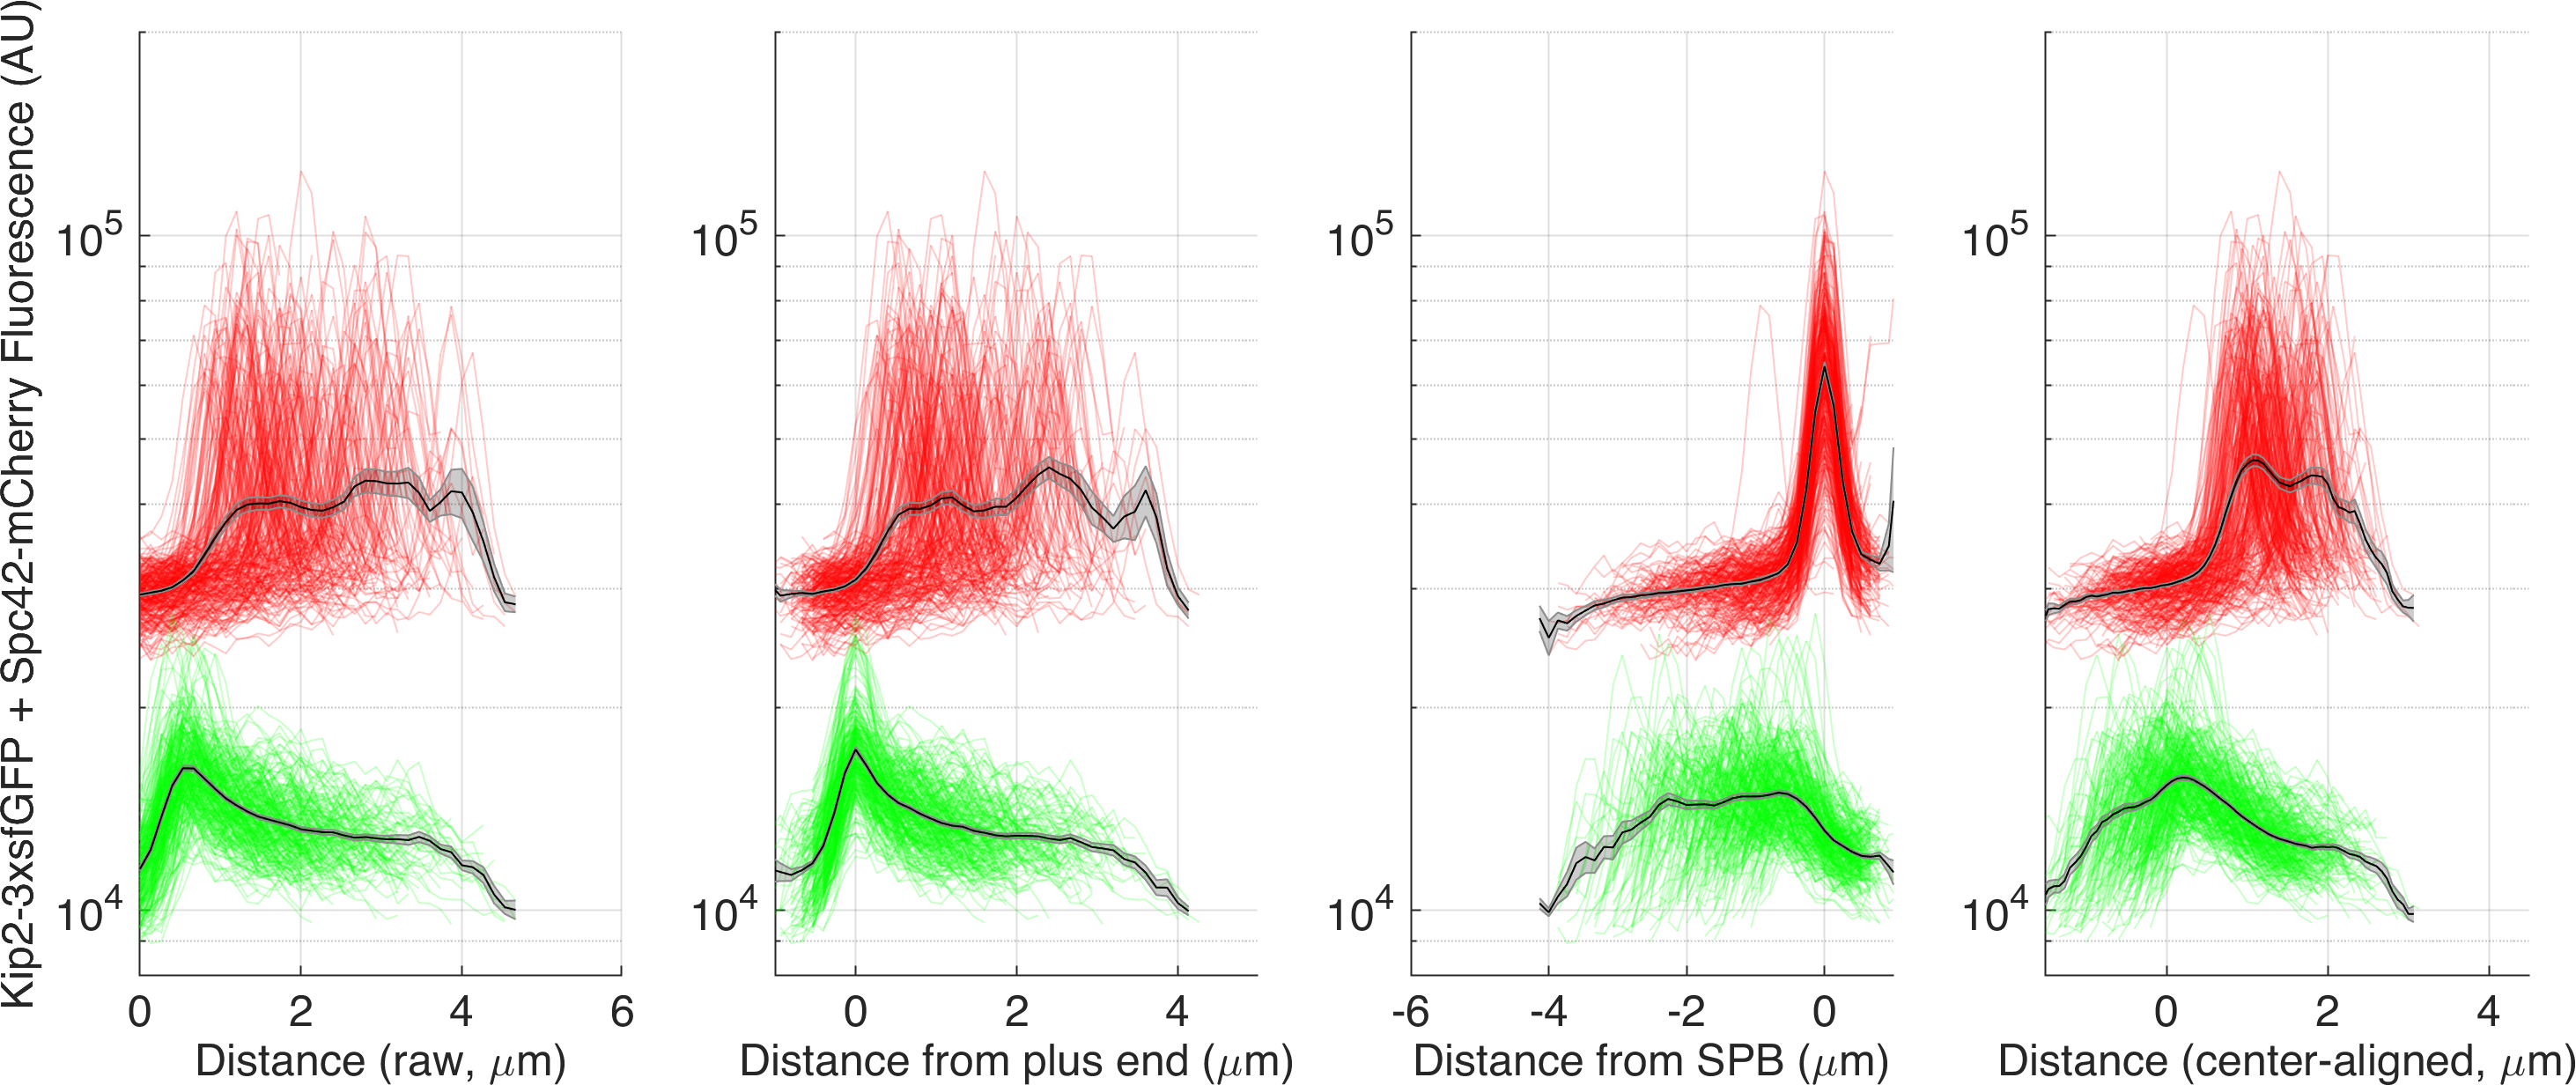 Kip2-3xsfGFP + Spc42-mCherry Fluorescence (AU)
10^5
10^4
0 2 4 6
Distance (raw, μm)
10^5
10^4
0 2 4
Distance from plus end (μm)
10^5
10^4
-6 -4 -2 0
Distance from SPB (μm)
10^5
10^4
0 2 4
Distance (center-aligned, μm)